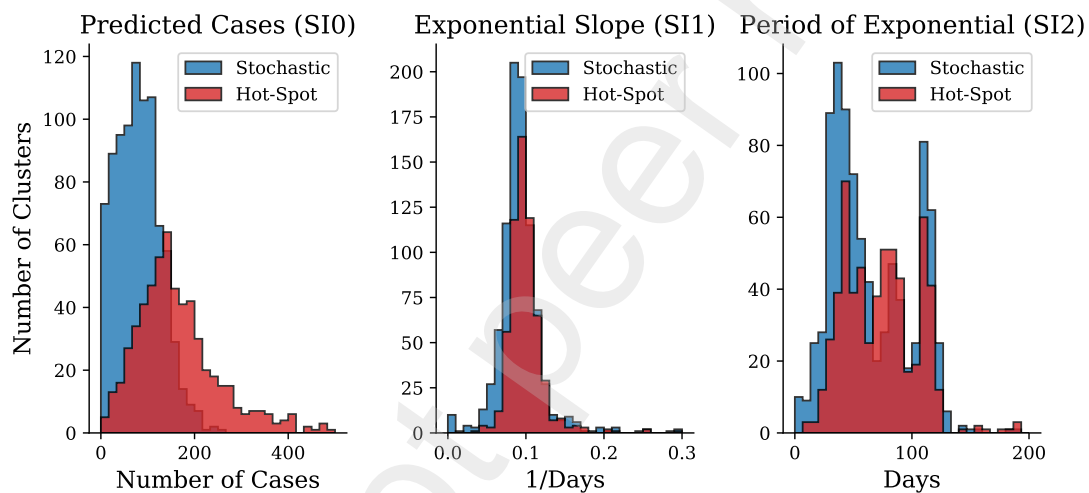 Predicted Cases (SI0)
Exponential Slope (SI1)
Period of Exponential (SI2)
Stochastic
Hot-Spot
Stochastic
Hot-Spot
Stochastic
Hot-Spot
Number of Clusters
120
100
80
60
40
20
0
200
175
150
125
100
75
50
25
0
100
80
60
40
20
0
0 200 400
0.0 0.1 0.2 0.3
0 100 200
Number of Cases
1/Days
Days
ot peer r